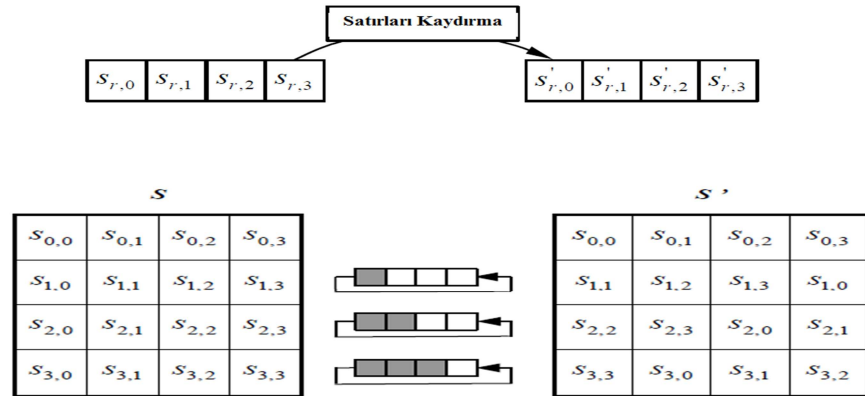 Satırları Kaydırma
s_{r,0} s_{r,1} s_{r,2} s_{r,3} s'_{r,0} s'_{r,1} s'_{r,2} s'_{r,3}
S S'
s_{0,0} s_{0,1} s_{0,2} s_{0,3} s_{0,0} s_{0,1} s_{0,2} s_{0,3}
s_{1,0} s_{1,1} s_{1,2} s_{1,3} s_{1,1} s_{1,2} s_{1,3} s_{1,0}
s_{2,0} s_{2,1} s_{2,2} s_{2,3} s_{2,2} s_{2,3} s_{2,0} s_{2,1}
s_{3,0} s_{3,1} s_{3,2} s_{3,3} s_{3,3} s_{3,0} s_{3,1} s_{3,2}